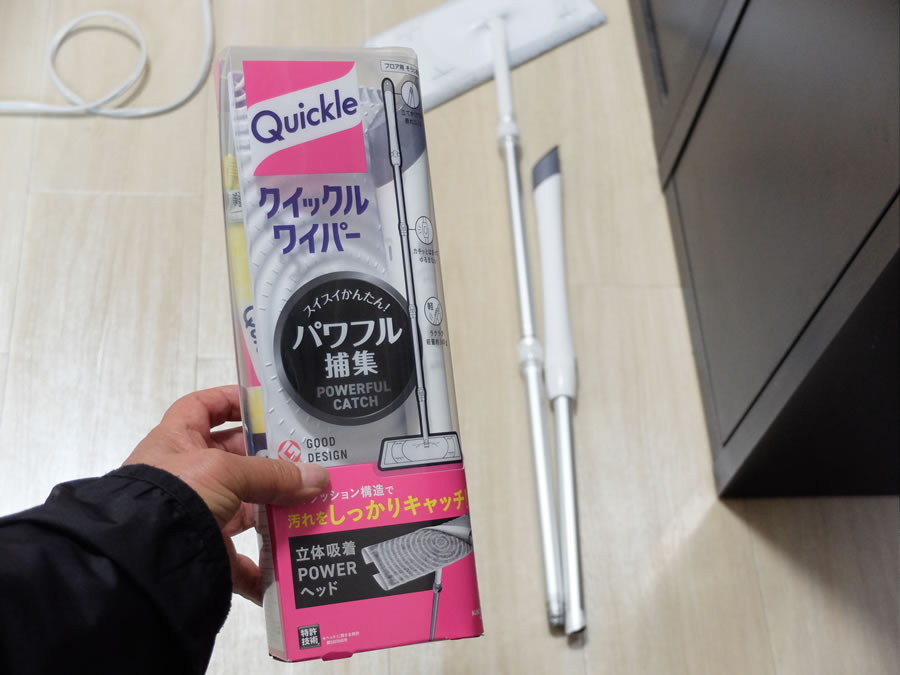 Quickle
クイックル
ワイパー
スイスイかんたん!
パワフル
捕集
POWERFUL
CATCH
GOOD
DESIGN
クッション構造で
汚れをしっかりキャッチ
立体吸着
POWER
ヘッド
特許
技術